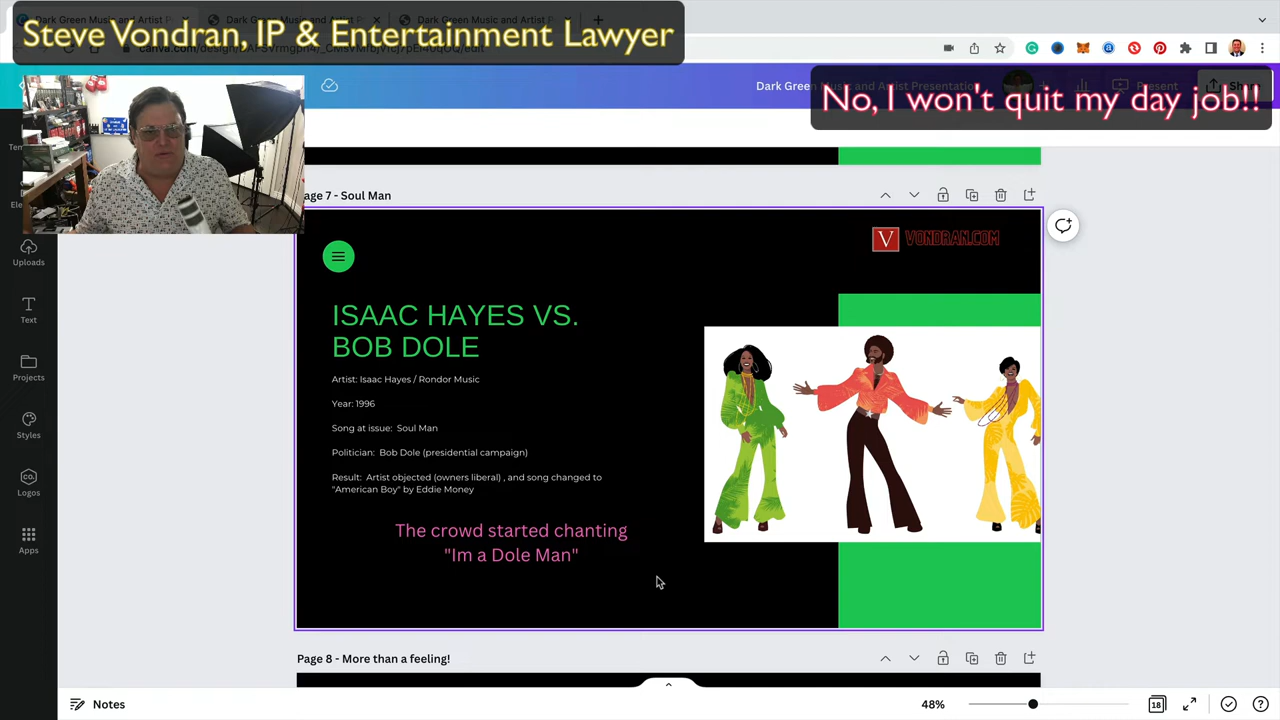 Steve Vondran, IP & Entertainment Lawyer
Dark Green Music and Artist Presentation
Present
No, I won't quit my day job!!
Uploads
Text
Projects
Styles
CO.
Logos
Apps
age 7 - Soul Man
V VONDRAN.COM
ISAAC HAYES VS.
BOB DOLE
Artist: Isaac Hayes / Rondor Music
Year: 1996
Song at issue: Soul Man
Politician: Bob Dole (presidential campaign)
Result: Artist objected (owners liberal) , and song changed to
"American Boy" by Eddie Money
The crowd started chanting
"Im a Dole Man"
Page 8 - More than a feeling!
Notes
48%
18